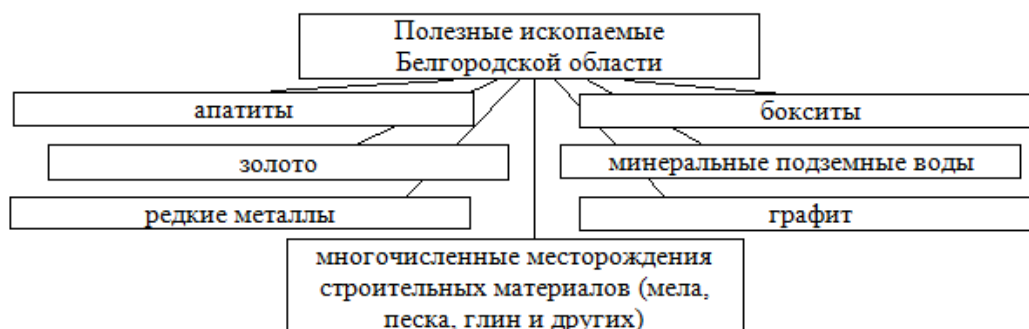 Полезные ископаемые
Белгородской области
апатиты
бокситы
золото
минеральные подземные воды
редкие металлы
графит
многочисленные месторождения
строительных материалов (мела,
песка, глин и других)